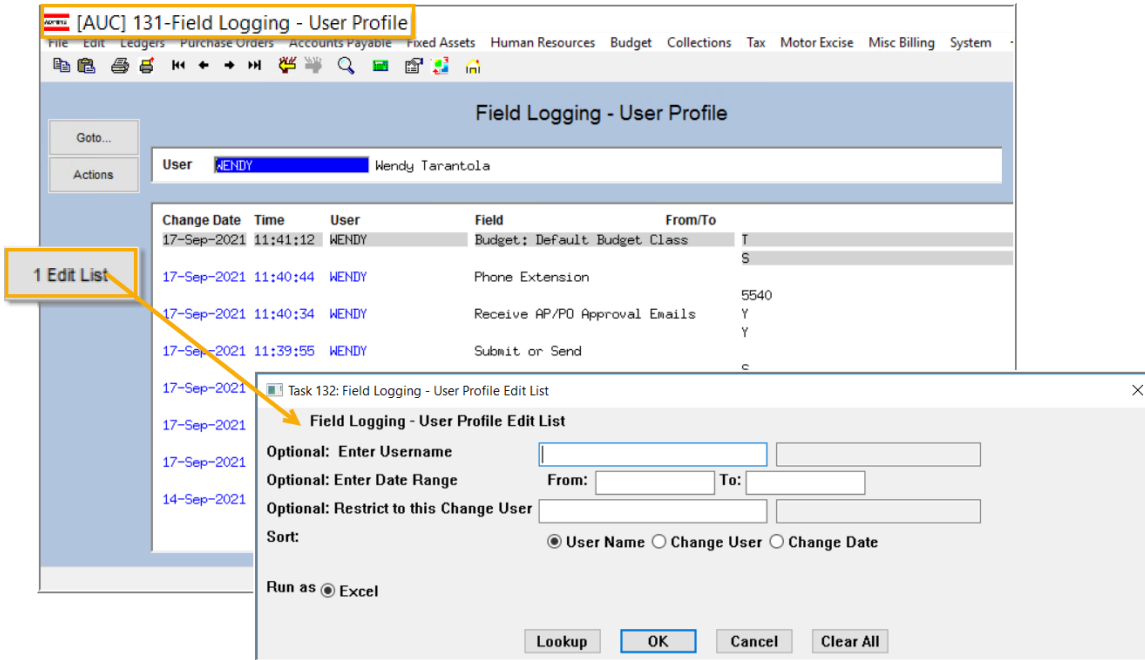 [AUC] 131-Field Logging - User Profile
File Edit Ledgers Purchase Orders Accounts Payable Fixed Assets Human Resources Budget Collections Tax Motor Excise Misc Billing System
Field Logging - User Profile
Goto...
Actions
User WENDY Wendy Tarantola
Change Date Time User Field From/To
17-Sep-2021 11:41:12 WENDY Budget: Default Budget Class T
S
1 Edit List
17-Sep-2021 11:40:44 WENDY Phone Extension
5540
17-Sep-2021 11:40:34 WENDY Receive AP/PO Approval Emails Y
Y
17-Sep-2021 11:39:55 WENDY Submit or Send
17-Sep-2021
17-Sep-2021
17-Sep-2021
14-Sep-2021
Task 132: Field Logging - User Profile Edit List
Field Logging - User Profile Edit List
Optional: Enter Username
Optional: Enter Date Range From: To:
Optional: Restrict to this Change User
Sort: User Name Change User Change Date
Run as Excel
Lookup OK Cancel Clear All